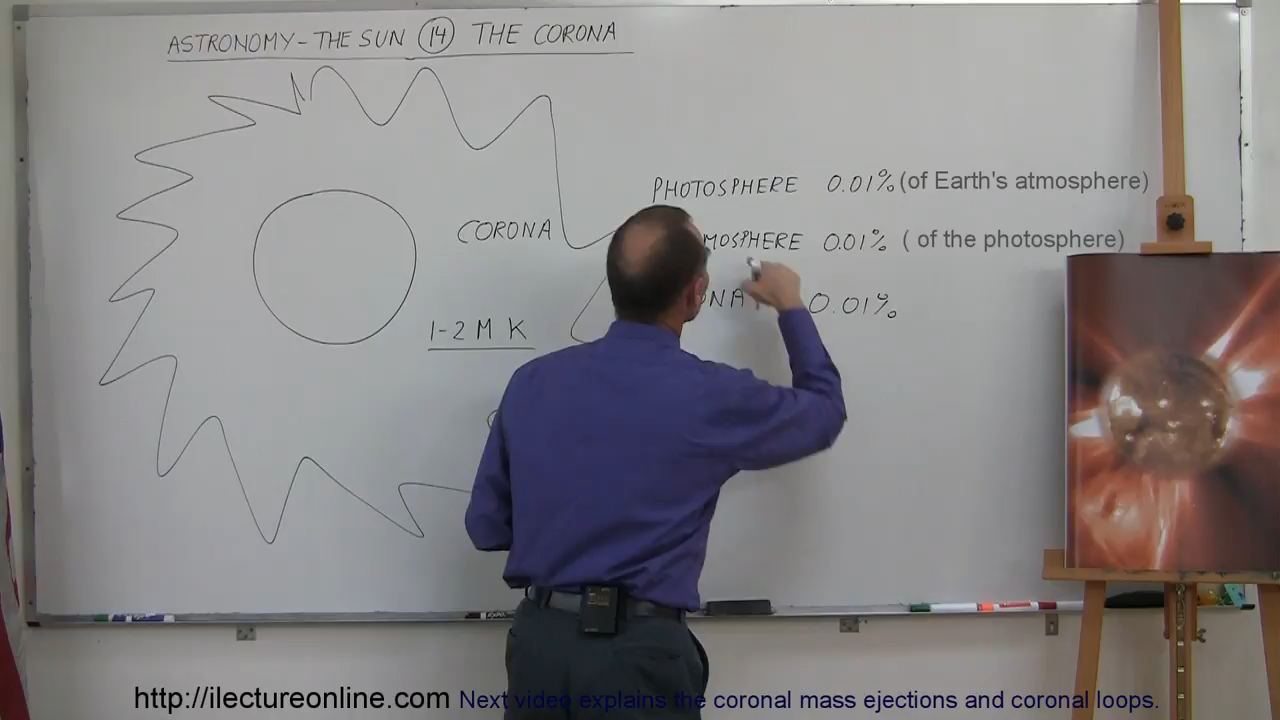 ASTRONOMY - THE SUN 14 THE CORONA
PHOTOSPHERE 0.01% (of Earth's atmosphere)
MOSPHERE 0.01% ( of the photosphere)
CORONA
ONA 0.01%
1-2 M K
http://ilectureonline.com Next video explains the coronal mass ejections and coronal loops.